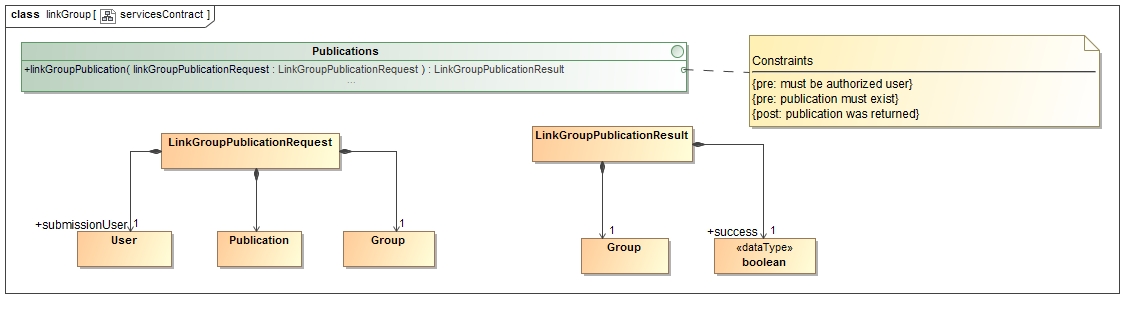 class linkGroup [ servicesContract ]
Publications
+linkGroupPublication( linkGroupPublicationRequest : LinkGroupPublicationRequest ) : LinkGroupPublicationResult
...
Constraints
{pre: must be authorized user}
{pre: publication must exist}
{post: publication was returned}
LinkGroupPublicationRequest
LinkGroupPublicationResult
+submissionUser 1
1
1
+success 1
User
Publication
Group
Group
«dataType»
boolean